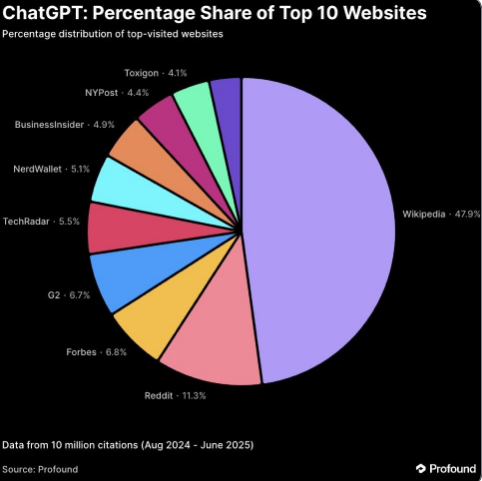 ChatGPT: Percentage Share of Top 10 Websites
Percentage distribution of top-visited websites
Toxigon · 4.1%
NYPost · 4.4%
BusinessInsider · 4.9%
NerdWallet · 5.1%
TechRadar · 5.5%
Wikipedia · 47.9%
G2 · 6.7%
Forbes · 6.8%
Reddit · 11.3%
Data from 10 million citations (Aug 2024 - June 2025)
Source: Profound
Profound